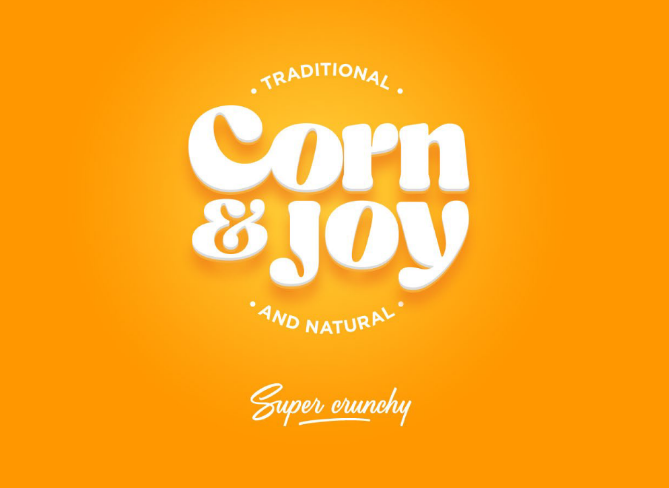 • TRADITIONAL •
Corn
& joy
• AND NATURAL •
Super crunchy